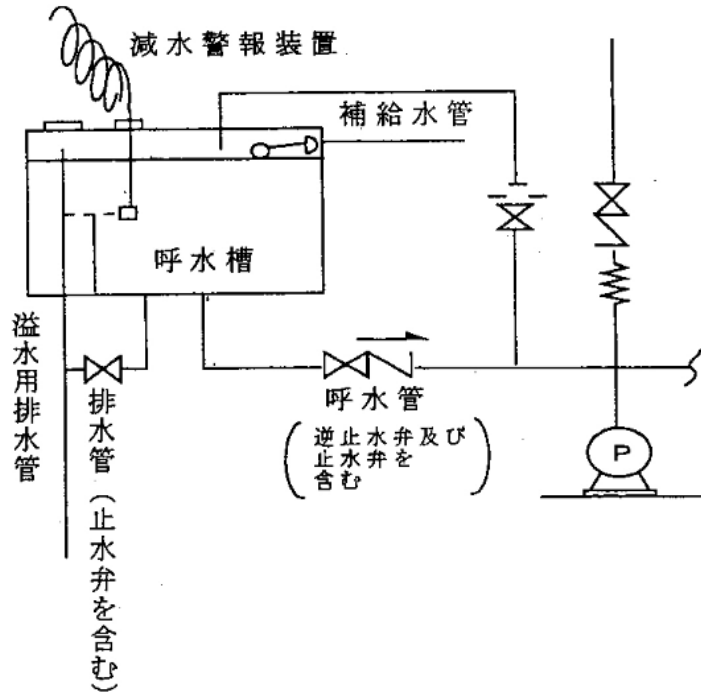 減水警報装置
補給水管
呼水槽
溢水用排水管
排水管（止水弁を含む）
呼水管
（逆止水弁及び
止水弁を
含む）
P